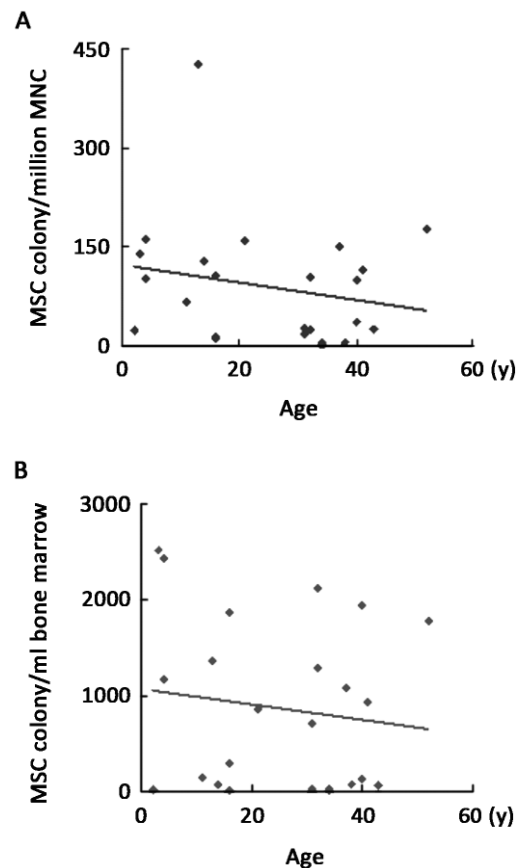 A
MSC colony/million MNC
450
300
150
0
0 20 40 60 (y)
Age
B
MSC colony/ml bone marrow
3000
2000
1000
0
0 20 40 60 (y)
Age